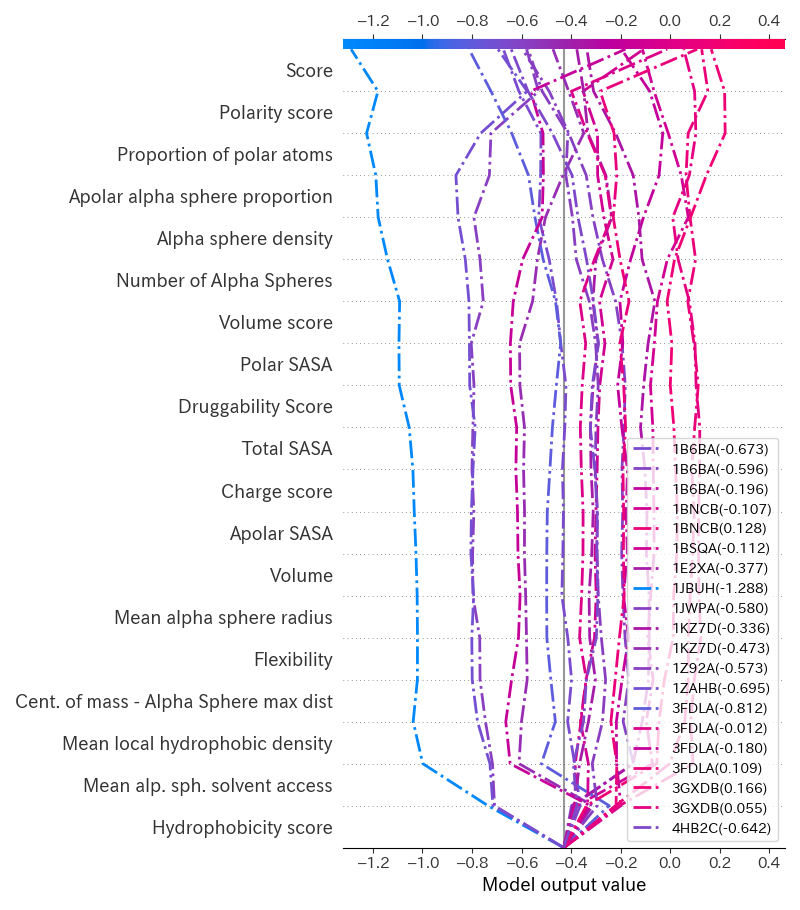 −1.2 −1.0 −0.8 −0.6 −0.4 −0.2 0.0 0.2 0.4
Score
Polarity score
Proportion of polar atoms
Apolar alpha sphere proportion
Alpha sphere density
Number of Alpha Spheres
Volume score
Polar SASA
Druggability Score
Total SASA
Charge score
Apolar SASA
Volume
Mean alpha sphere radius
Flexibility
Cent. of mass - Alpha Sphere max dist
Mean local hydrophobic density
Mean alp. sph. solvent access
Hydrophobicity score
1B6BA(-0.673)
1B6BA(-0.596)
1B6BA(-0.196)
1BNCB(-0.107)
1BNCB(0.128)
1BSQA(-0.112)
1E2XA(-0.377)
1JBUH(-1.288)
1JWPA(-0.580)
1KZ7D(-0.336)
1KZ7D(-0.473)
1Z92A(-0.573)
1ZAHB(-0.695)
3FDLA(-0.812)
3FDLA(-0.012)
3FDLA(-0.180)
3FDLA(0.109)
3GXDB(0.166)
3GXDB(0.055)
4HB2C(-0.642)
−1.2 −1.0 −0.8 −0.6 −0.4 −0.2 0.0 0.2 0.4
Model output value